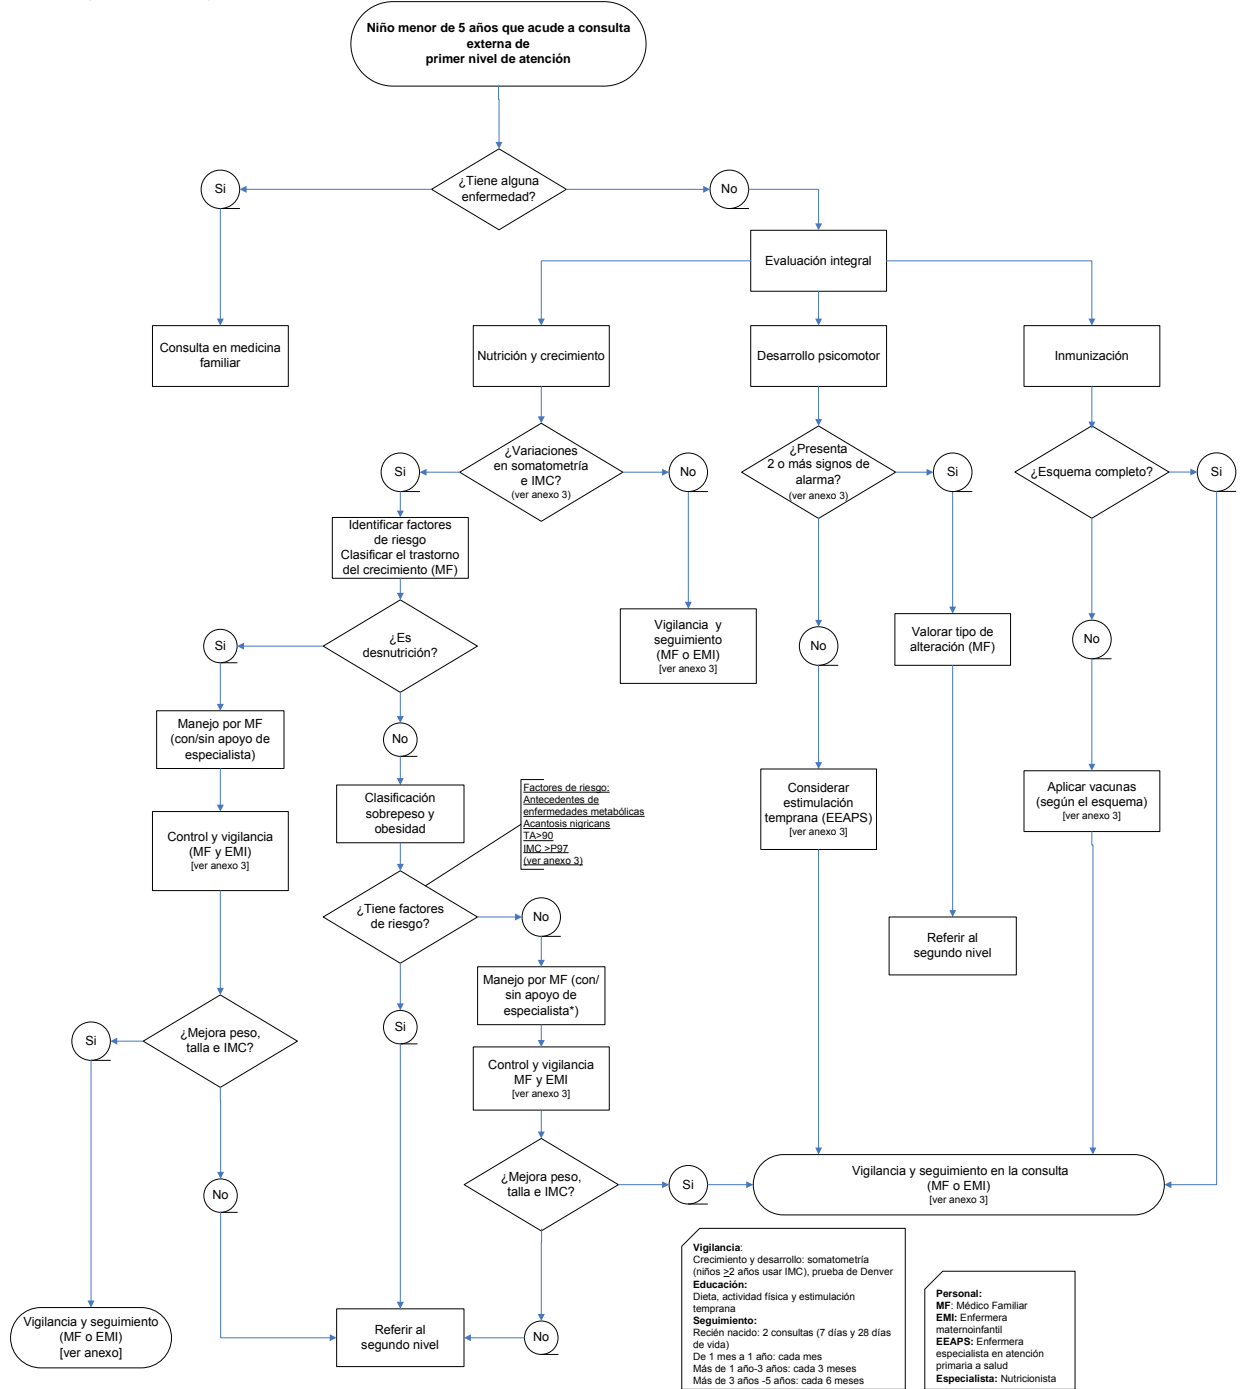 Niño menor de 5 años que acude a consulta
externa de
primer nivel de atención
¿Tiene alguna
enfermedad?
Si
No
Evaluación integral
Consulta en medicina
familiar
Nutrición y crecimiento
Desarrollo psicomotor
Inmunización
¿Variaciones
en somatometría
e IMC?
(ver anexo 3)
Si
No
¿Presenta
2 o más signos de
alarma?
(ver anexo 3)
Si
¿Esquema completo?
Si
Identificar factores
de riesgo
Clasificar el trastorno
del crecimiento (MF)
¿Es
desnutrición?
Si
Vigilancia y
seguimiento
(MF o EMI)
[ver anexo 3]
No
Valorar tipo de
alteración (MF)
No
Manejo por MF
(con/sin apoyo de
especialista)
No
Clasificación
sobrepeso y
obesidad
Factores de riesgo:
Antecedentes de
enfermedades metabólicas
Acantosis nigricans
TA>90
IMC >P97
(ver anexo 3)
Considerar
estimulación
temprana (EEAPS)
[ver anexo 3]
Aplicar vacunas
(según el esquema)
[ver anexo 3]
Control y vigilancia
(MF y EMI)
[ver anexo 3]
¿Tiene factores
de riesgo?
No
Referir al
segundo nivel
Manejo por MF (con/
sin apoyo de
especialista*)
Si
¿Mejora peso,
talla e IMC?
Si
Control y vigilancia
MF y EMI
[ver anexo 3]
¿Mejora peso,
talla e IMC?
Si
Vigilancia y seguimiento en la consulta
(MF o EMI)
[ver anexo 3]
No
Vigilancia y seguimiento
(MF o EMI)
[ver anexo]
Referir al
segundo nivel
No
Vigilancia:
Crecimiento y desarrollo: somatometría
(niños >2 años usar IMC), prueba de Denver
Educación:
Dieta, actividad física y estimulación
temprana
Seguimiento:
Recién nacido: 2 consultas (7 días y 28 días
de vida)
De 1 mes a 1 año: cada mes
Más de 1 año-3 años: cada 3 meses
Más de 3 años -5 años: cada 6 meses
Personal:
MF: Médico Familiar
EMI: Enfermera
maternoinfantil
EEAPS: Enfermera
especialista en atención
primaria a salud
Especialista: Nutricionista